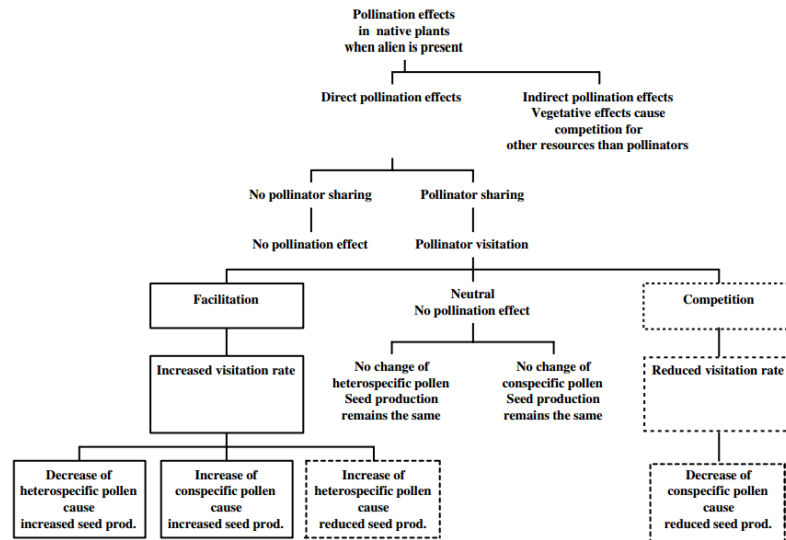 Pollination effects
in native plants
when alien is present
Direct pollination effects
Indirect pollination effects
Vegetative effects cause
competition for
other resources than pollinators
No pollinator sharing
Pollinator sharing
No pollination effect
Pollinator visitation
Facilitation
Neutral
No pollination effect
Competition
Increased visitation rate
No change of
heterospecific pollen
Seed production
remains the same
No change of
conspecific pollen
Seed production
remains the same
Reduced visitation rate
Decrease of
heterospecific pollen
cause
increased seed prod.
Increase of
conspecific pollen
cause
increased seed prod.
Increase of
heterospecific pollen
cause
reduced seed prod.
Decrease of
conspecific pollen
cause
reduced seed prod.